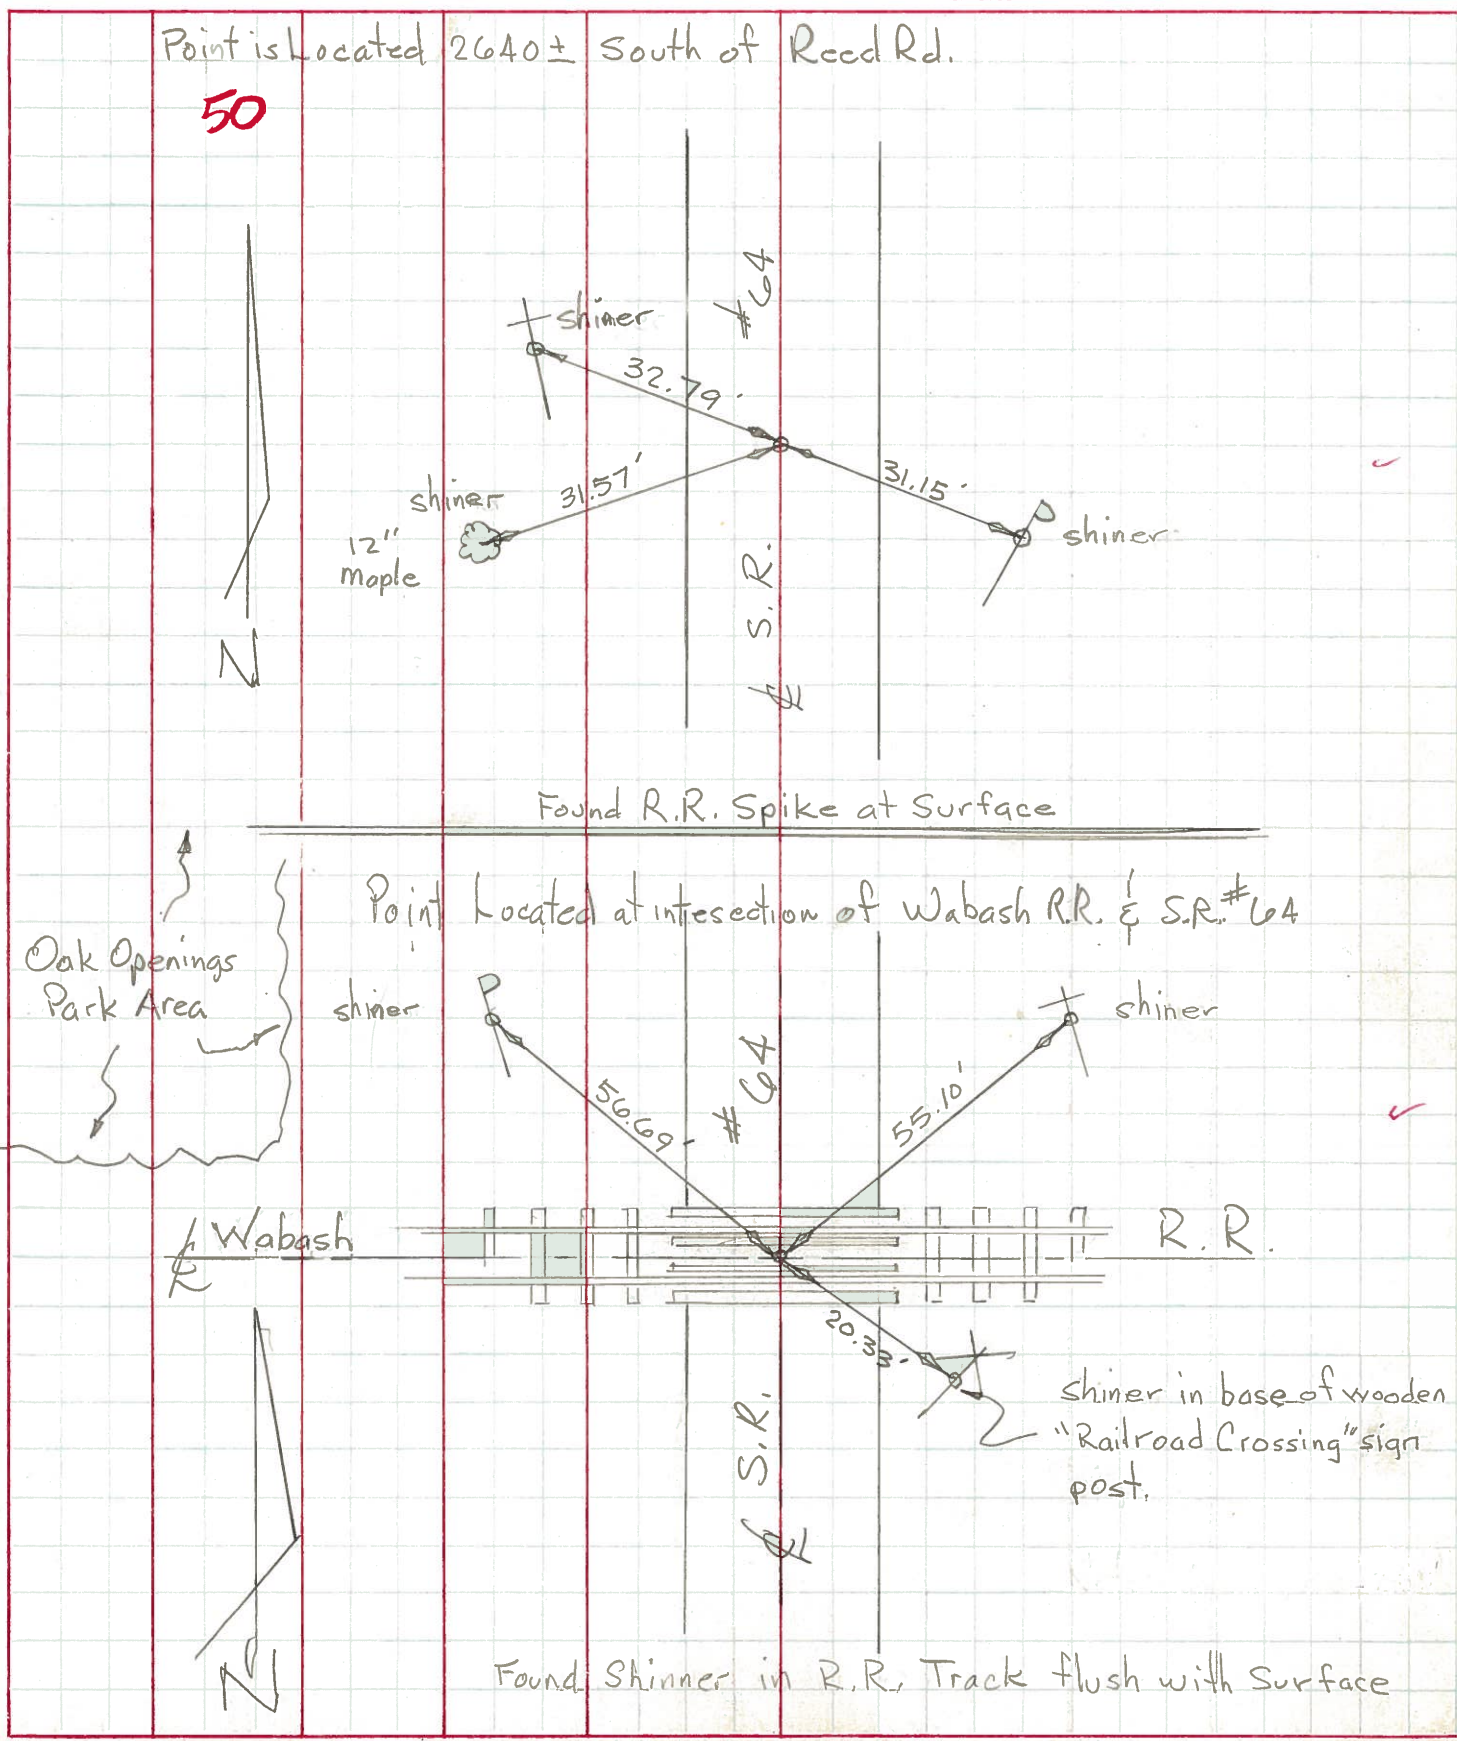 Point is Located 2640± South of Reed Rd.
50
#64
shiner
32.79'
shiner
31.57'
12"
maple
31.15'
shiner
S.R.
℄
N
Found R.R. Spike at Surface
Point Located at intesection of Wabash R.R. & S.R. #64
Oak Openings
Park Area
shiner
shiner
#64
56.69'
55.10'
℄ Wabash
R.R.
20.33'
shiner in base of wooden
"Railroad Crossing" sign
post.
S.R.
℄
N
Found Shinner in R.R. Track flush with Surface